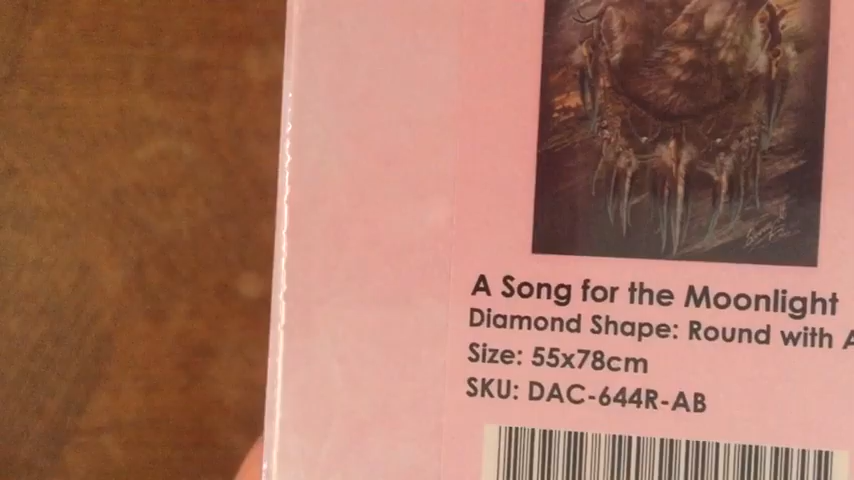 A Song for the Moonlight
Diamond Shape: Round with A
Size: 55x78cm
SKU: DAC-644R-AB